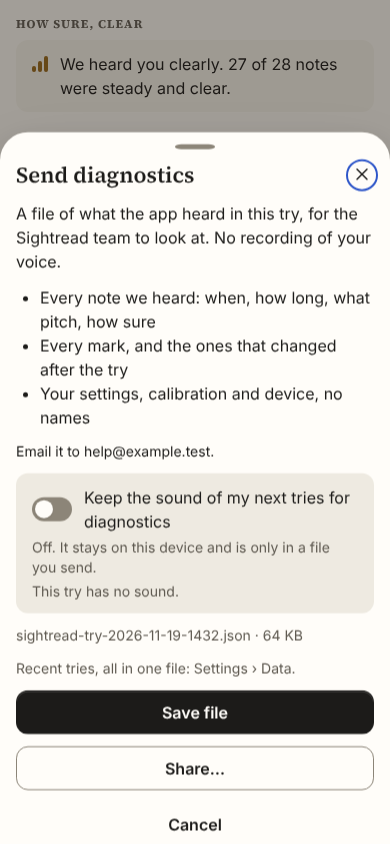 HOW SURE, CLEAR
We heard you clearly. 27 of 28 notes
were steady and clear.
Send diagnostics
A file of what the app heard in this try, for the
Sightread team to look at. No recording of your
voice.
• Every note we heard: when, how long, what
pitch, how sure
• Every mark, and the ones that changed
after the try
• Your settings, calibration and device, no
names
Email it to help@example.test.
Keep the sound of my next tries for
diagnostics
Off. It stays on this device and is only in a file
you send.
This try has no sound.
sightread-try-2026-11-19-1432.json · 64 KB
Recent tries, all in one file: Settings › Data.
Save file
Share…
Cancel